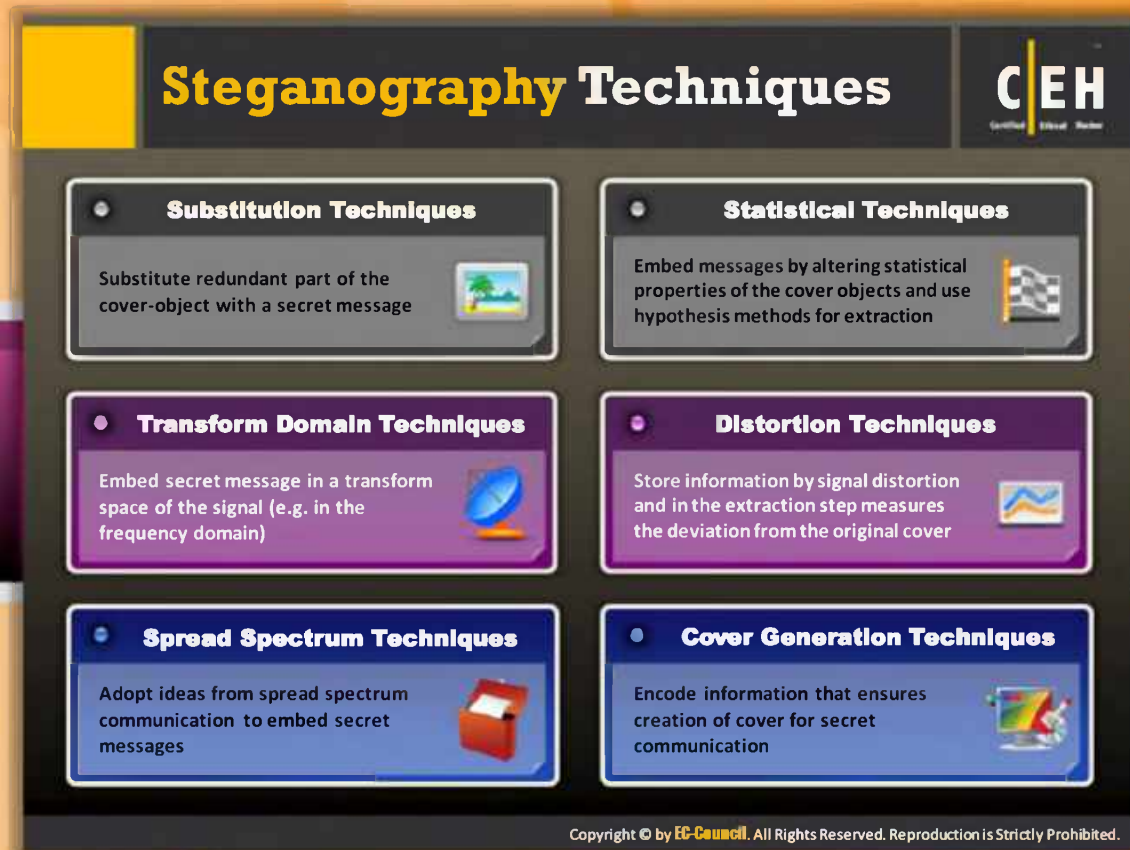 Steganography Techniques
C|EH
Certified Ethical Hacker
Substitution Techniques
Substitute redundant part of the
cover-object with a secret message
Statistical Techniques
Embed messages by altering statistical
properties of the cover objects and use
hypothesis methods for extraction
Transform Domain Techniques
Embed secret message in a transform
space of the signal (e.g. in the
frequency domain)
Distortion Techniques
Store information by signal distortion
and in the extraction step measures
the deviation from the original cover
Spread Spectrum Techniques
Adopt ideas from spread spectrum
communication to embed secret
messages
Cover Generation Techniques
Encode information that ensures
creation of cover for secret
communication
Copyright © by EC-Council. All Rights Reserved. Reproduction is Strictly Prohibited.